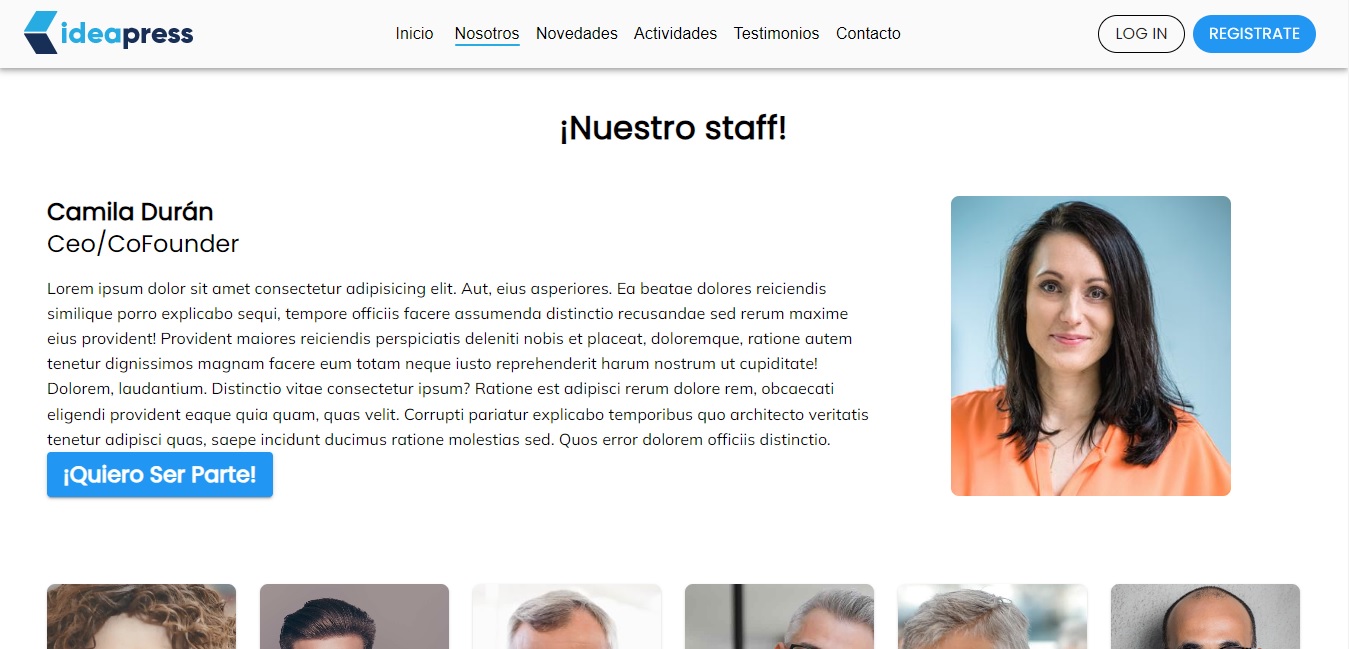 ideapress
Inicio
Nosotros
Novedades
Actividades
Testimonios
Contacto
LOG IN
REGISTRATE
¡Nuestro staff!
Camila Durán
Ceo/CoFounder
Lorem ipsum dolor sit amet consectetur adipisicing elit. Aut, eius asperiores. Ea beatae dolores reiciendis
similique porro explicabo sequi, tempore officiis facere assumenda distinctio recusandae sed rerum maxime
eius provident! Provident maiores reiciendis perspiciatis deleniti nobis et placeat, doloremque, ratione autem
tenetur dignissimos magnam facere eum totam neque iusto reprehenderit harum nostrum ut cupiditate!
Dolorem, laudantium. Distinctio vitae consectetur ipsum? Ratione est adipisci rerum dolore rem, obcaecati
eligendi provident eaque quia quam, quas velit. Corrupti pariatur explicabo temporibus quo architecto veritatis
tenetur adipisci quas, saepe incidunt ducimus ratione molestias sed. Quos error dolorem officiis distinctio.
¡Quiero Ser Parte!